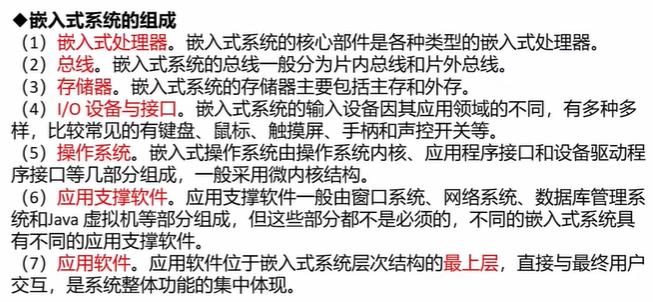 ◆嵌入式系统的组成
（1）嵌入式处理器。嵌入式系统的核心部件是各种类型的嵌入式处理器。
（2）总线。嵌入式系统的总线一般分为片内总线和片外总线。
（3）存储器。嵌入式系统的存储器主要包括主存和外存。
（4）I/O 设备与接口。嵌入式系统的输入设备因其应用领域的不同，有多种多
样，比较常见的有键盘、鼠标、触摸屏、手柄和声控开关等。
（5）操作系统。嵌入式操作系统由操作系统内核、应用程序接口和设备驱动程
序接口等几部分组成，一般采用微内核结构。
（6）应用支撑软件。应用支撑软件一般由窗口系统、网络系统、数据库管理系
统和Java 虚拟机等部分组成，但这些部分都不是必须的，不同的嵌入式系统具
有不同的应用支撑软件。
（7）应用软件。应用软件位于嵌入式系统层次结构的最上层，直接与最终用户
交互，是系统整体功能的集中体现。